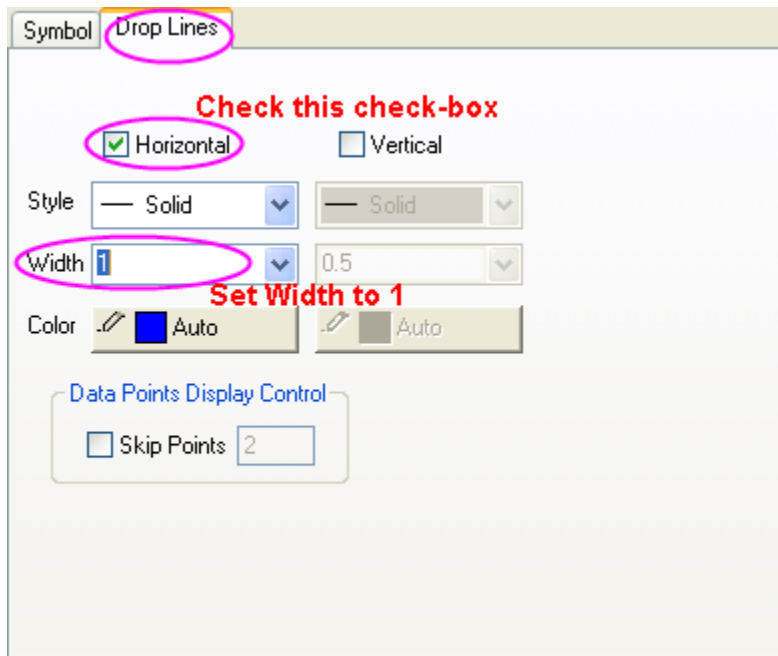 Symbol Drop Lines
Check this check-box
Horizontal Vertical
Style Solid Solid
Width 1 0.5
Set Width to 1
Color Auto Auto
Data Points Display Control
Skip Points 2